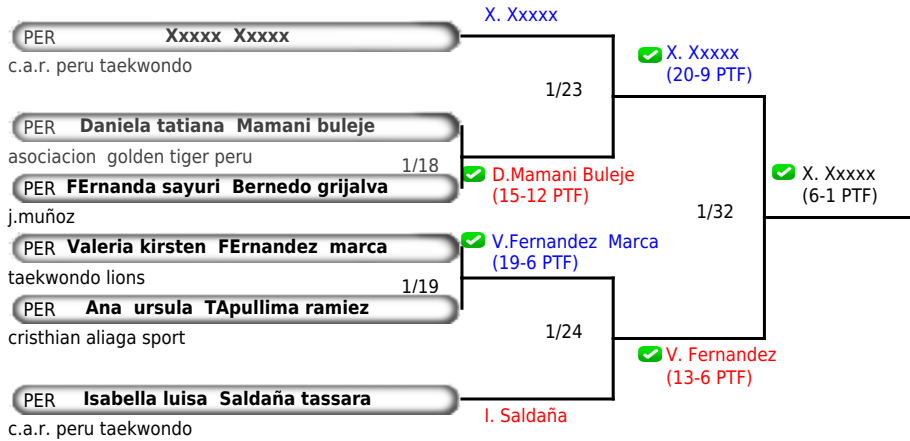 X. Xxxxx
PER Xxxxx Xxxxx
c.a.r. peru taekwondo
X. Xxxxx
(20-9 PTF)
1/23
PER Daniela tatiana Mamani buleje
asociacion golden tiger peru
1/18
D.Mamani Buleje
(15-12 PTF)
X. Xxxxx
(6-1 PTF)
PER FErnanda sayuri Bernedo grijalva
j.muñoz
1/32
PER Valeria kirsten FErnandez marca
V.Fernandez Marca
(19-6 PTF)
taekwondo lions
1/19
PER Ana ursula TApullima ramiez
cristhian aliaga sport
1/24
V. Fernandez
(13-6 PTF)
PER Isabella luisa Saldaña tassara
I. Saldaña
c.a.r. peru taekwondo